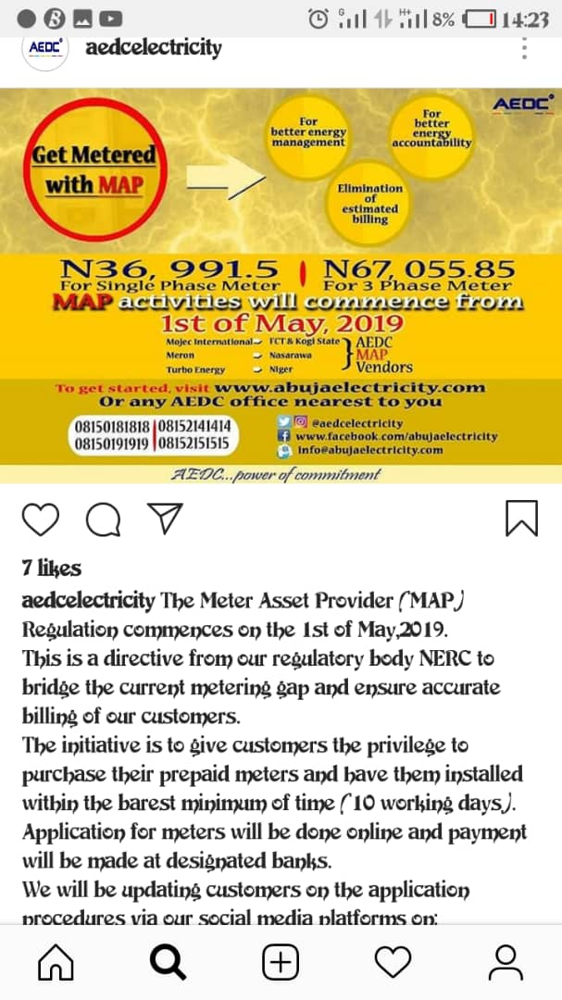 8% 14:23
AEDC aedcelectricity
AEDC
Get Metered
with MAP
For
better energy
management
For
better
energy
accountability
Elimination
of
estimated
billing
N36, 991.5 | N67, 055.85
For Single Phase Meter For 3 Phase Meter
MAP activities will commence from
1st of May, 2019
Mojec International FCT & Kogi State
Meron Nasarawa
Turbo Energy Niger
AEDC
MAP
Vendors
To get started, visit www.abujaelectricity.com
Or any AEDC office nearest to you
08150181818 | 08152141414
08150191919 | 08152151515
@aedcelectricity
www.facebook.com/abujaelectricity
info@abujaelectricity.com
AEDC...power of commitment
7 likes
aedcelectricity The Meter Asset Provider (MAP)
Regulation commences on the 1st of May,2019.
This is a directive from our regulatory body NERC to
bridge the current metering gap and ensure accurate
billing of our customers.
The initiative is to give customers the privilege to
purchase their prepaid meters and have them installed
within the barest minimum of time (10 working days).
Application for meters will be done online and payment
will be made at designated banks.
We will be updating customers on the application
procedures via our social media platforms on: